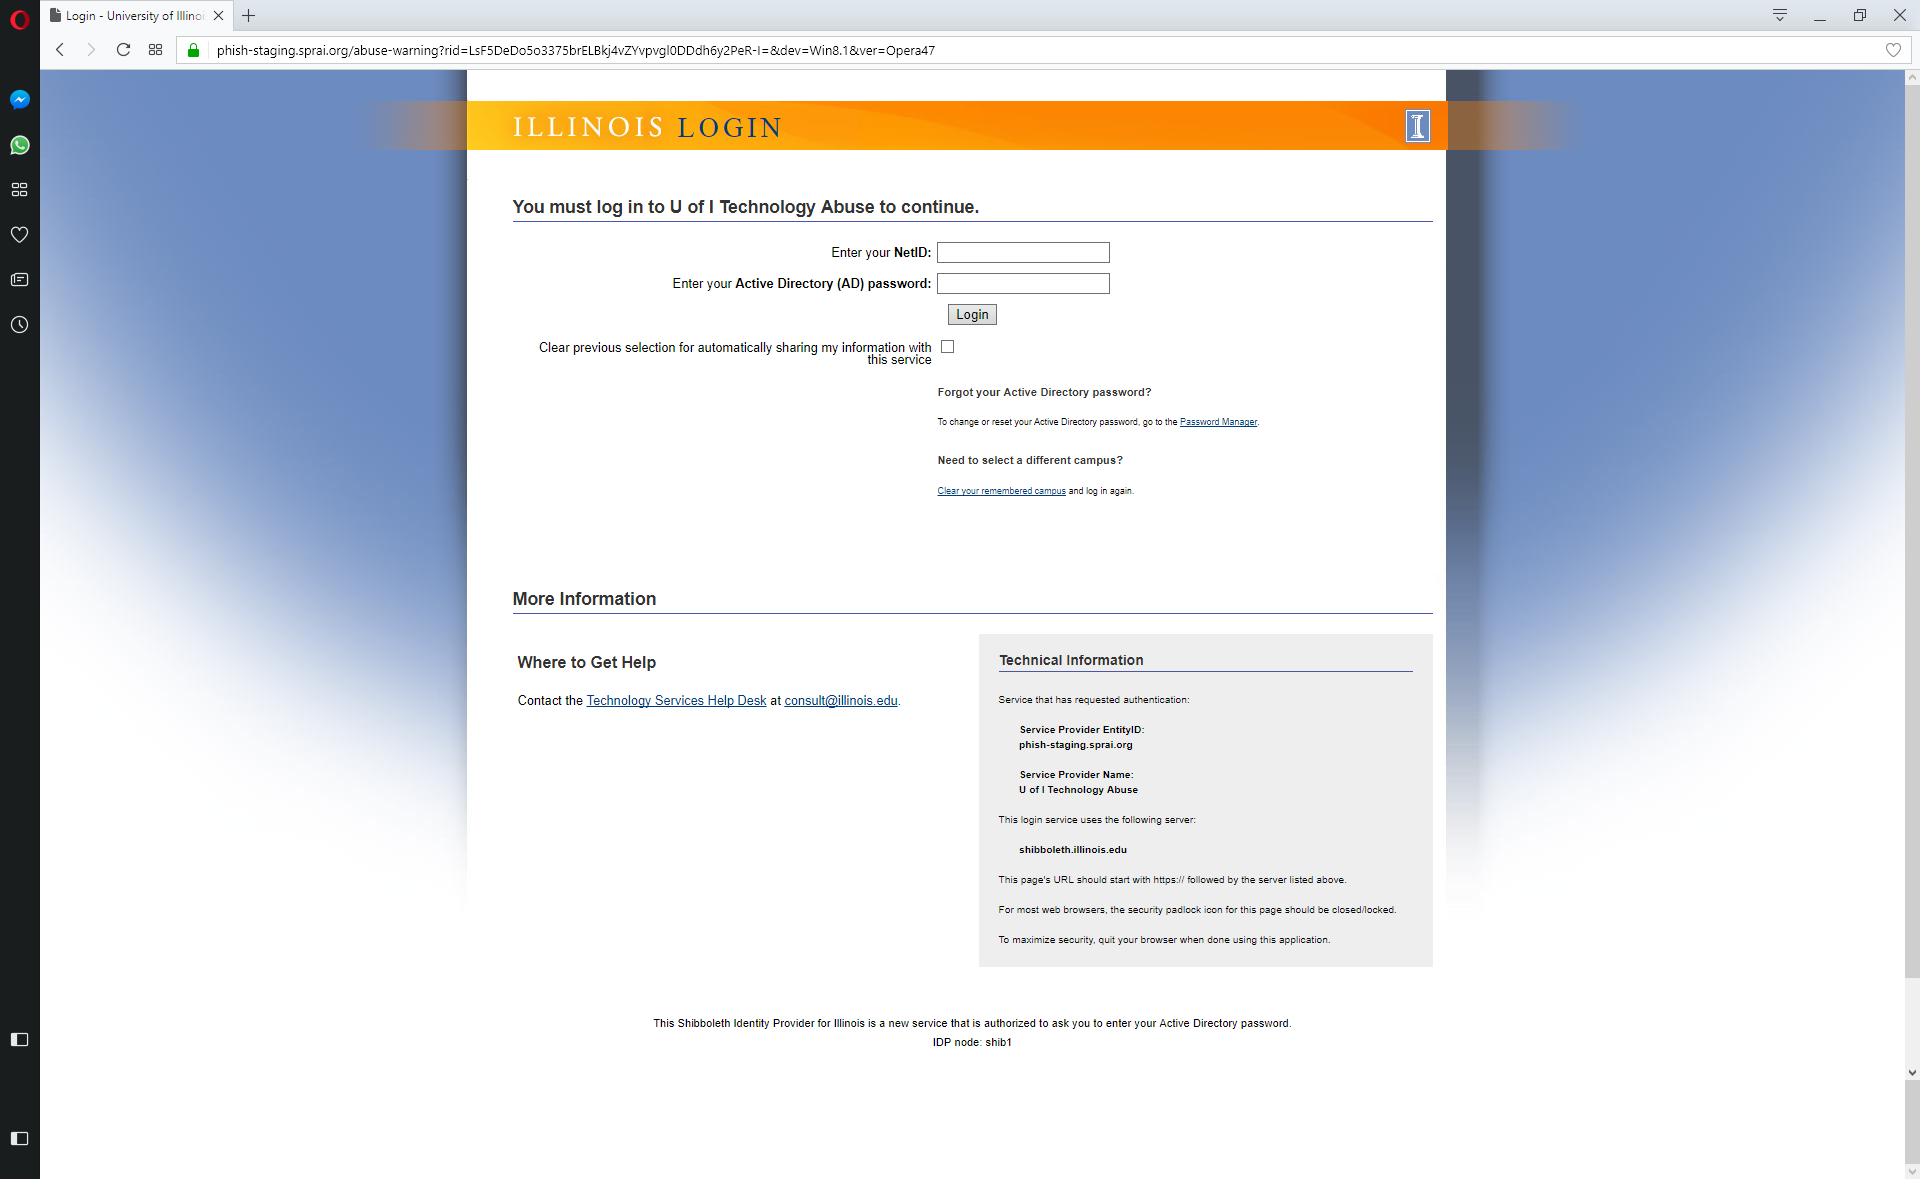 Login - University of Illino
phish-staging.sprai.org/abuse-warning?rid=LsF5DeDo5o3375brELBkj4vZYvpvgl0DDdh6y2PeR-I=&dev=Win8.1&ver=Opera47
ILLINOIS LOGIN
You must log in to U of I Technology Abuse to continue.
Enter your NetID:
Enter your Active Directory (AD) password:
Login
Clear previous selection for automatically sharing my information with
this service
Forgot your Active Directory password?
To change or reset your Active Directory password, go to the Password Manager.
Need to select a different campus?
Clear your remembered campus and log in again.
More Information
Where to Get Help
Contact the Technology Services Help Desk at consult@illinois.edu.
Technical Information
Service that has requested authentication:
Service Provider EntityID:
phish-staging.sprai.org
Service Provider Name:
U of I Technology Abuse
This login service uses the following server:
shibboleth.illinois.edu
This page's URL should start with https:// followed by the server listed above.
For most web browsers, the security padlock icon for this page should be closed/locked.
To maximize security, quit your browser when done using this application.
This Shibboleth Identity Provider for Illinois is a new service that is authorized to ask you to enter your Active Directory password.
IDP node: shib1